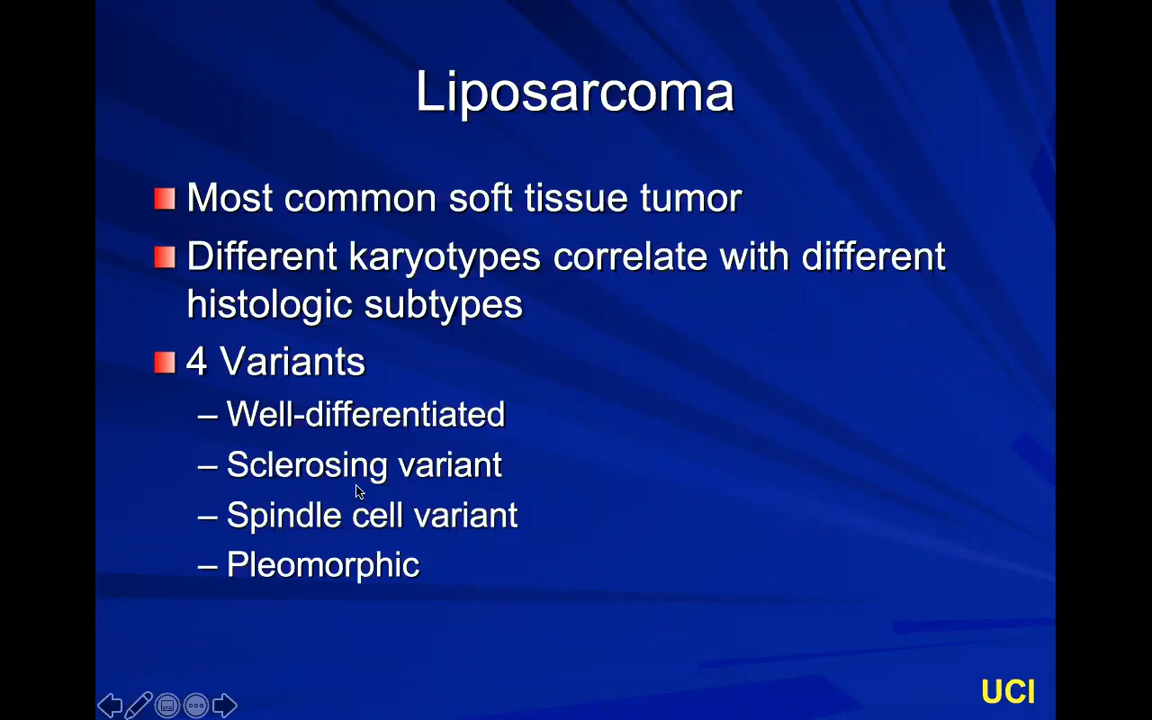 Liposarcoma
Most common soft tissue tumor
Different karyotypes correlate with different
histologic subtypes
4 Variants
– Well-differentiated
– Sclerosing variant
– Spindle cell variant
– Pleomorphic
UCI